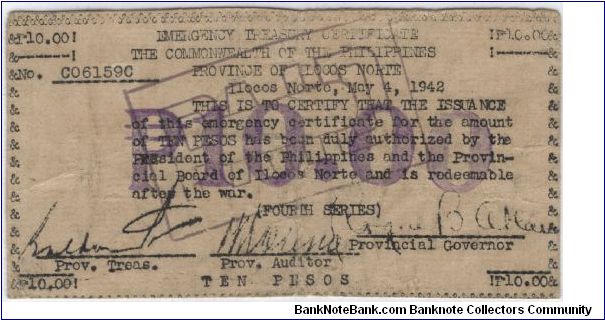 ₱10.00! EMERGENCY TREASURY CERTIFICATE !₱10.00
THE COMMONWEALTH OF THE PHILIPPINES
No. C06159C PROVINCE OF ILOCOS NORTE
Ilocos Norte, May 4, 1942
THIS IS TO CERTIFY THAT THE ISSUANCE
of this emergency certificate for the amount
of TEN PESOS has been duly authorized by the
President of the Philippines and the Provin-
cial Board of Ilocos Norte and is redeemable
after the war.
(FOURTH SERIES)
Provincial Governor
Prov. Treas. Prov. Auditor
₱10.00! TEN PESOS !₱10.00
BankNoteBank.com Banknote Collectors Community